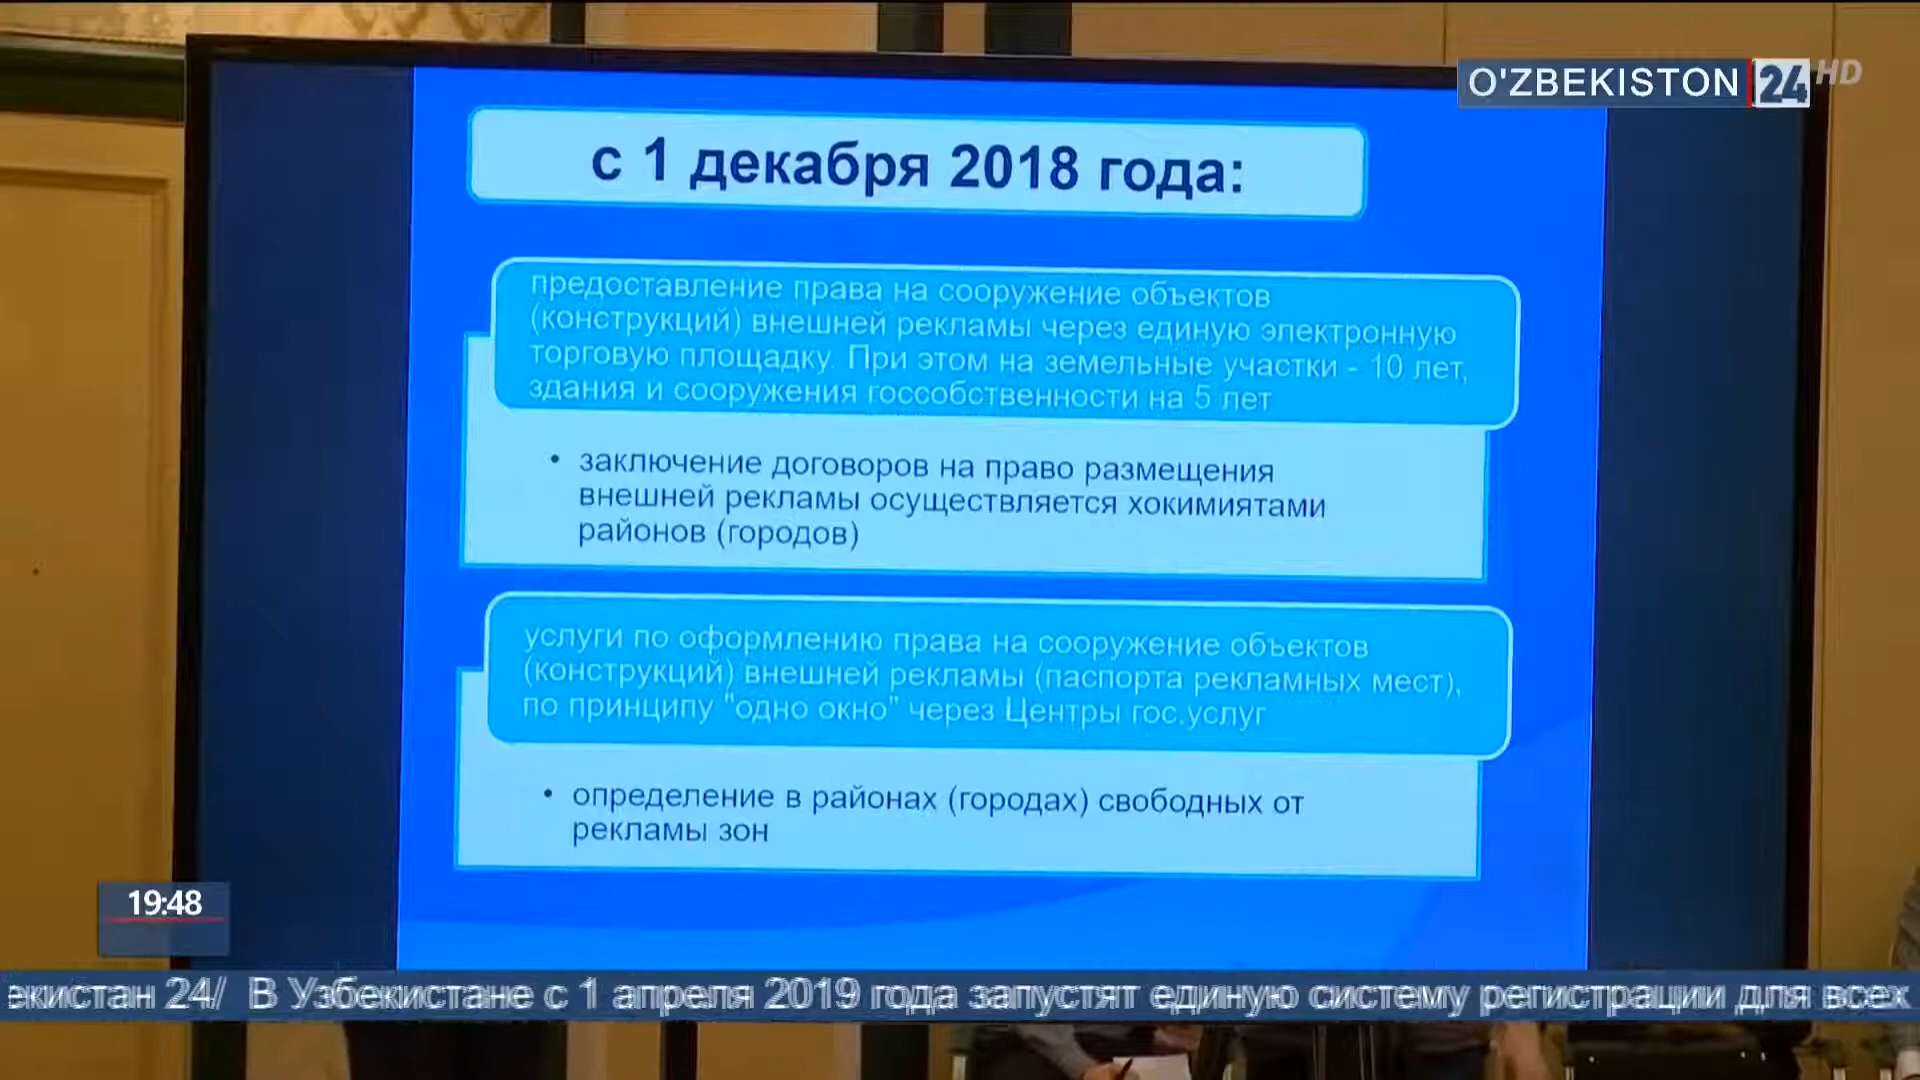 O'ZBEKISTON 24 HD
с 1 декабря 2018 года:
предоставление права на сооружение объектов
(конструкций) внешней рекламы через единую электронную
торговую площадку. При этом на земельные участки - 10 лет,
здания и сооружения госсобственности на 5 лет
• заключение договоров на право размещения
внешней рекламы осуществляется хокимиятами
районов (городов)
услуги по оформлению права на сооружение объектов
(конструкций) внешней рекламы (паспорта рекламных мест),
по принципу "одно окно" через Центры гос.услуг
• определение в районах (городах) свободных от
рекламы зон
19:48
екистан 24/ В Узбекистане с 1 апреля 2019 года запустят единую систему регистрации для всех